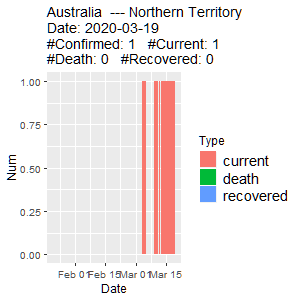 Australia --- Northern Territory
Date: 2020-03-19
#Confirmed: 1 #Current: 1
#Death: 0 #Recovered: 0
1.00
0.75
0.50
0.25
0.00
Num
Feb 01 Feb 15 Mar 01 Mar 15
Date
Type
current
death
recovered